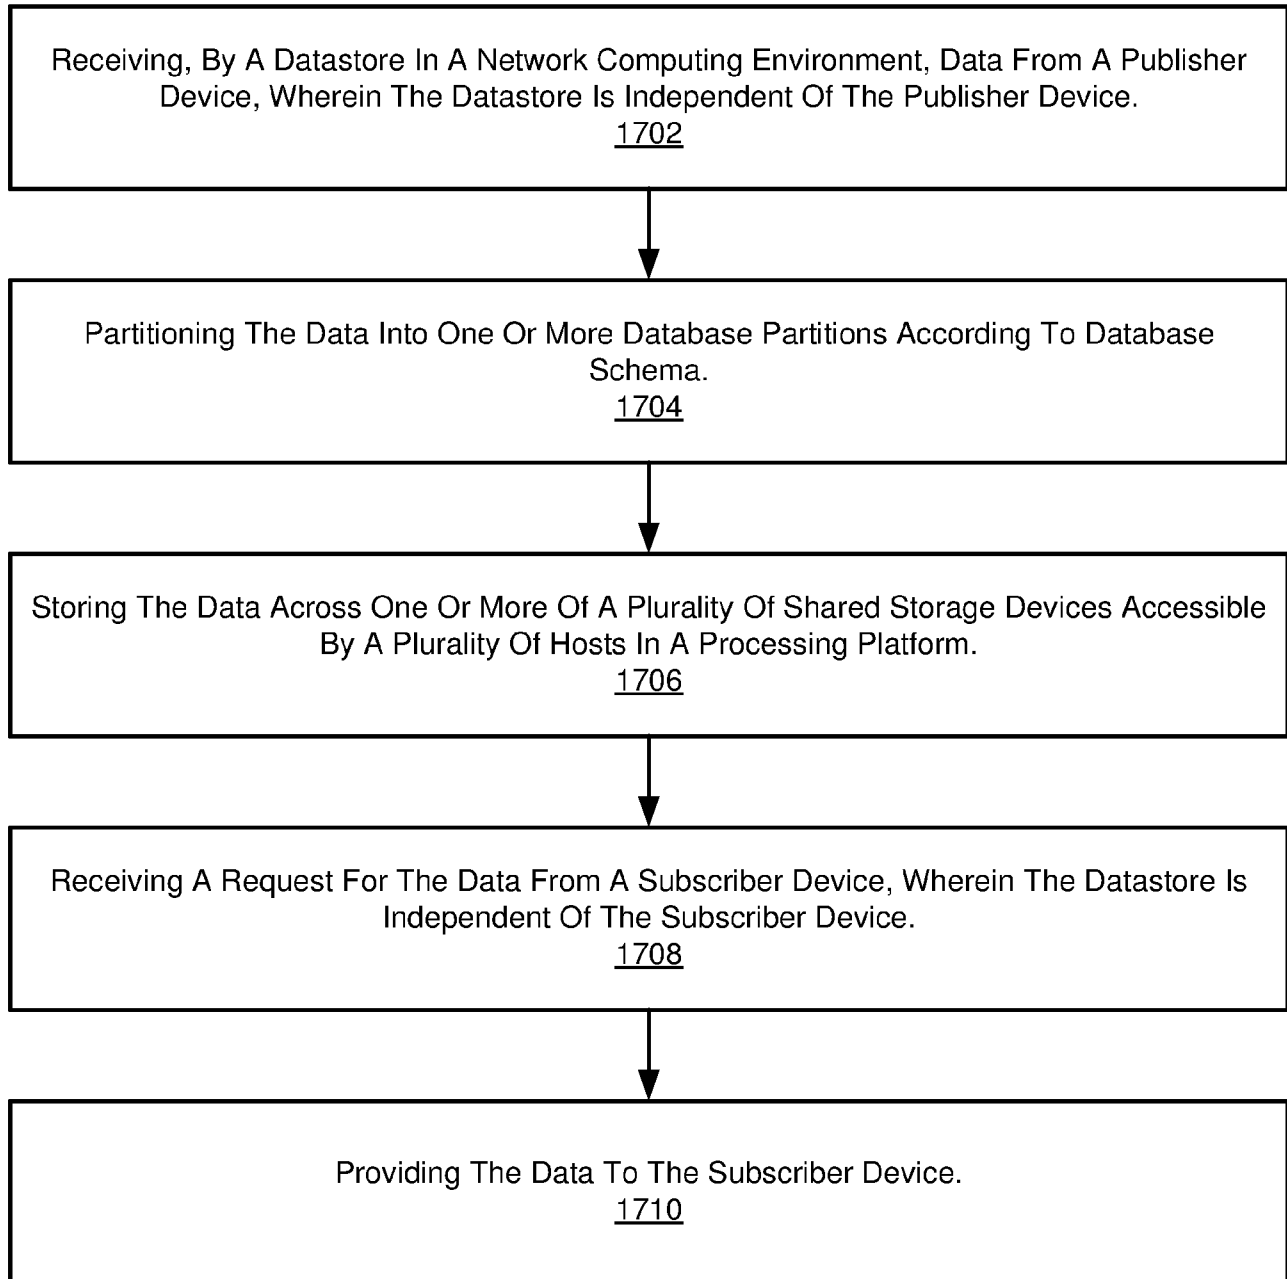 Receiving, By A Datastore In A Network Computing Environment, Data From A Publisher
Device, Wherein The Datastore Is Independent Of The Publisher Device.
1702
Partitioning The Data Into One Or More Database Partitions According To Database
Schema.
1704
Storing The Data Across One Or More Of A Plurality Of Shared Storage Devices Accessible
By A Plurality Of Hosts In A Processing Platform.
1706
Receiving A Request For The Data From A Subscriber Device, Wherein The Datastore Is
Independent Of The Subscriber Device.
1708
Providing The Data To The Subscriber Device.
1710